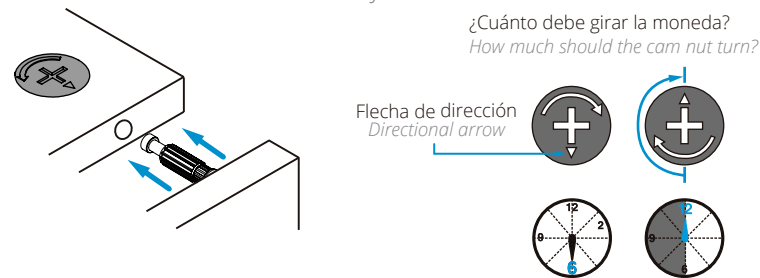 ¿Cuánto debe girar la moneda?
How much should the cam nut turn?
Flecha de dirección
Directional arrow
12
2
9
6
12
9
6